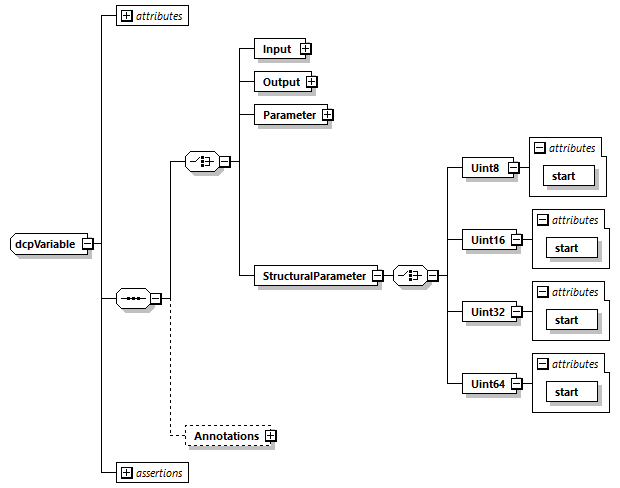 attributes
Input
Output
Parameter
attributes
Uint8
start
attributes
dcpVariable
Uint16
start
StructuralParameter
attributes
Uint32
start
attributes
Uint64
start
Annotations
assertions